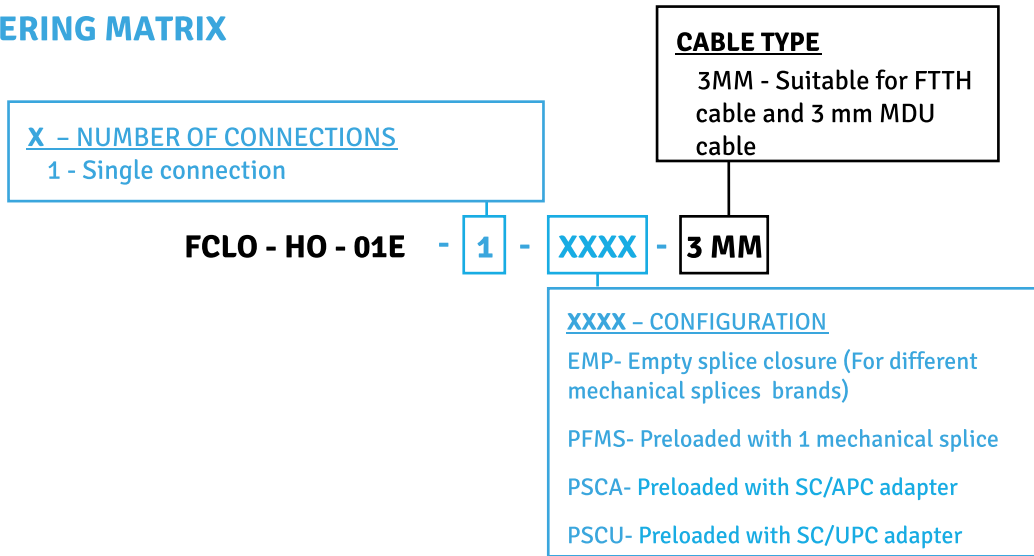 ERING MATRIX
CABLE TYPE
3MM - Suitable for FTTH
cable and 3 mm MDU
cable
X – NUMBER OF CONNECTIONS
1 - Single connection
FCLO - HO - 01E - 1 - XXXX - 3 MM
XXXX – CONFIGURATION
EMP- Empty splice closure (For different
mechanical splices brands)
PFMS- Preloaded with 1 mechanical splice
PSCA- Preloaded with SC/APC adapter
PSCU- Preloaded with SC/UPC adapter